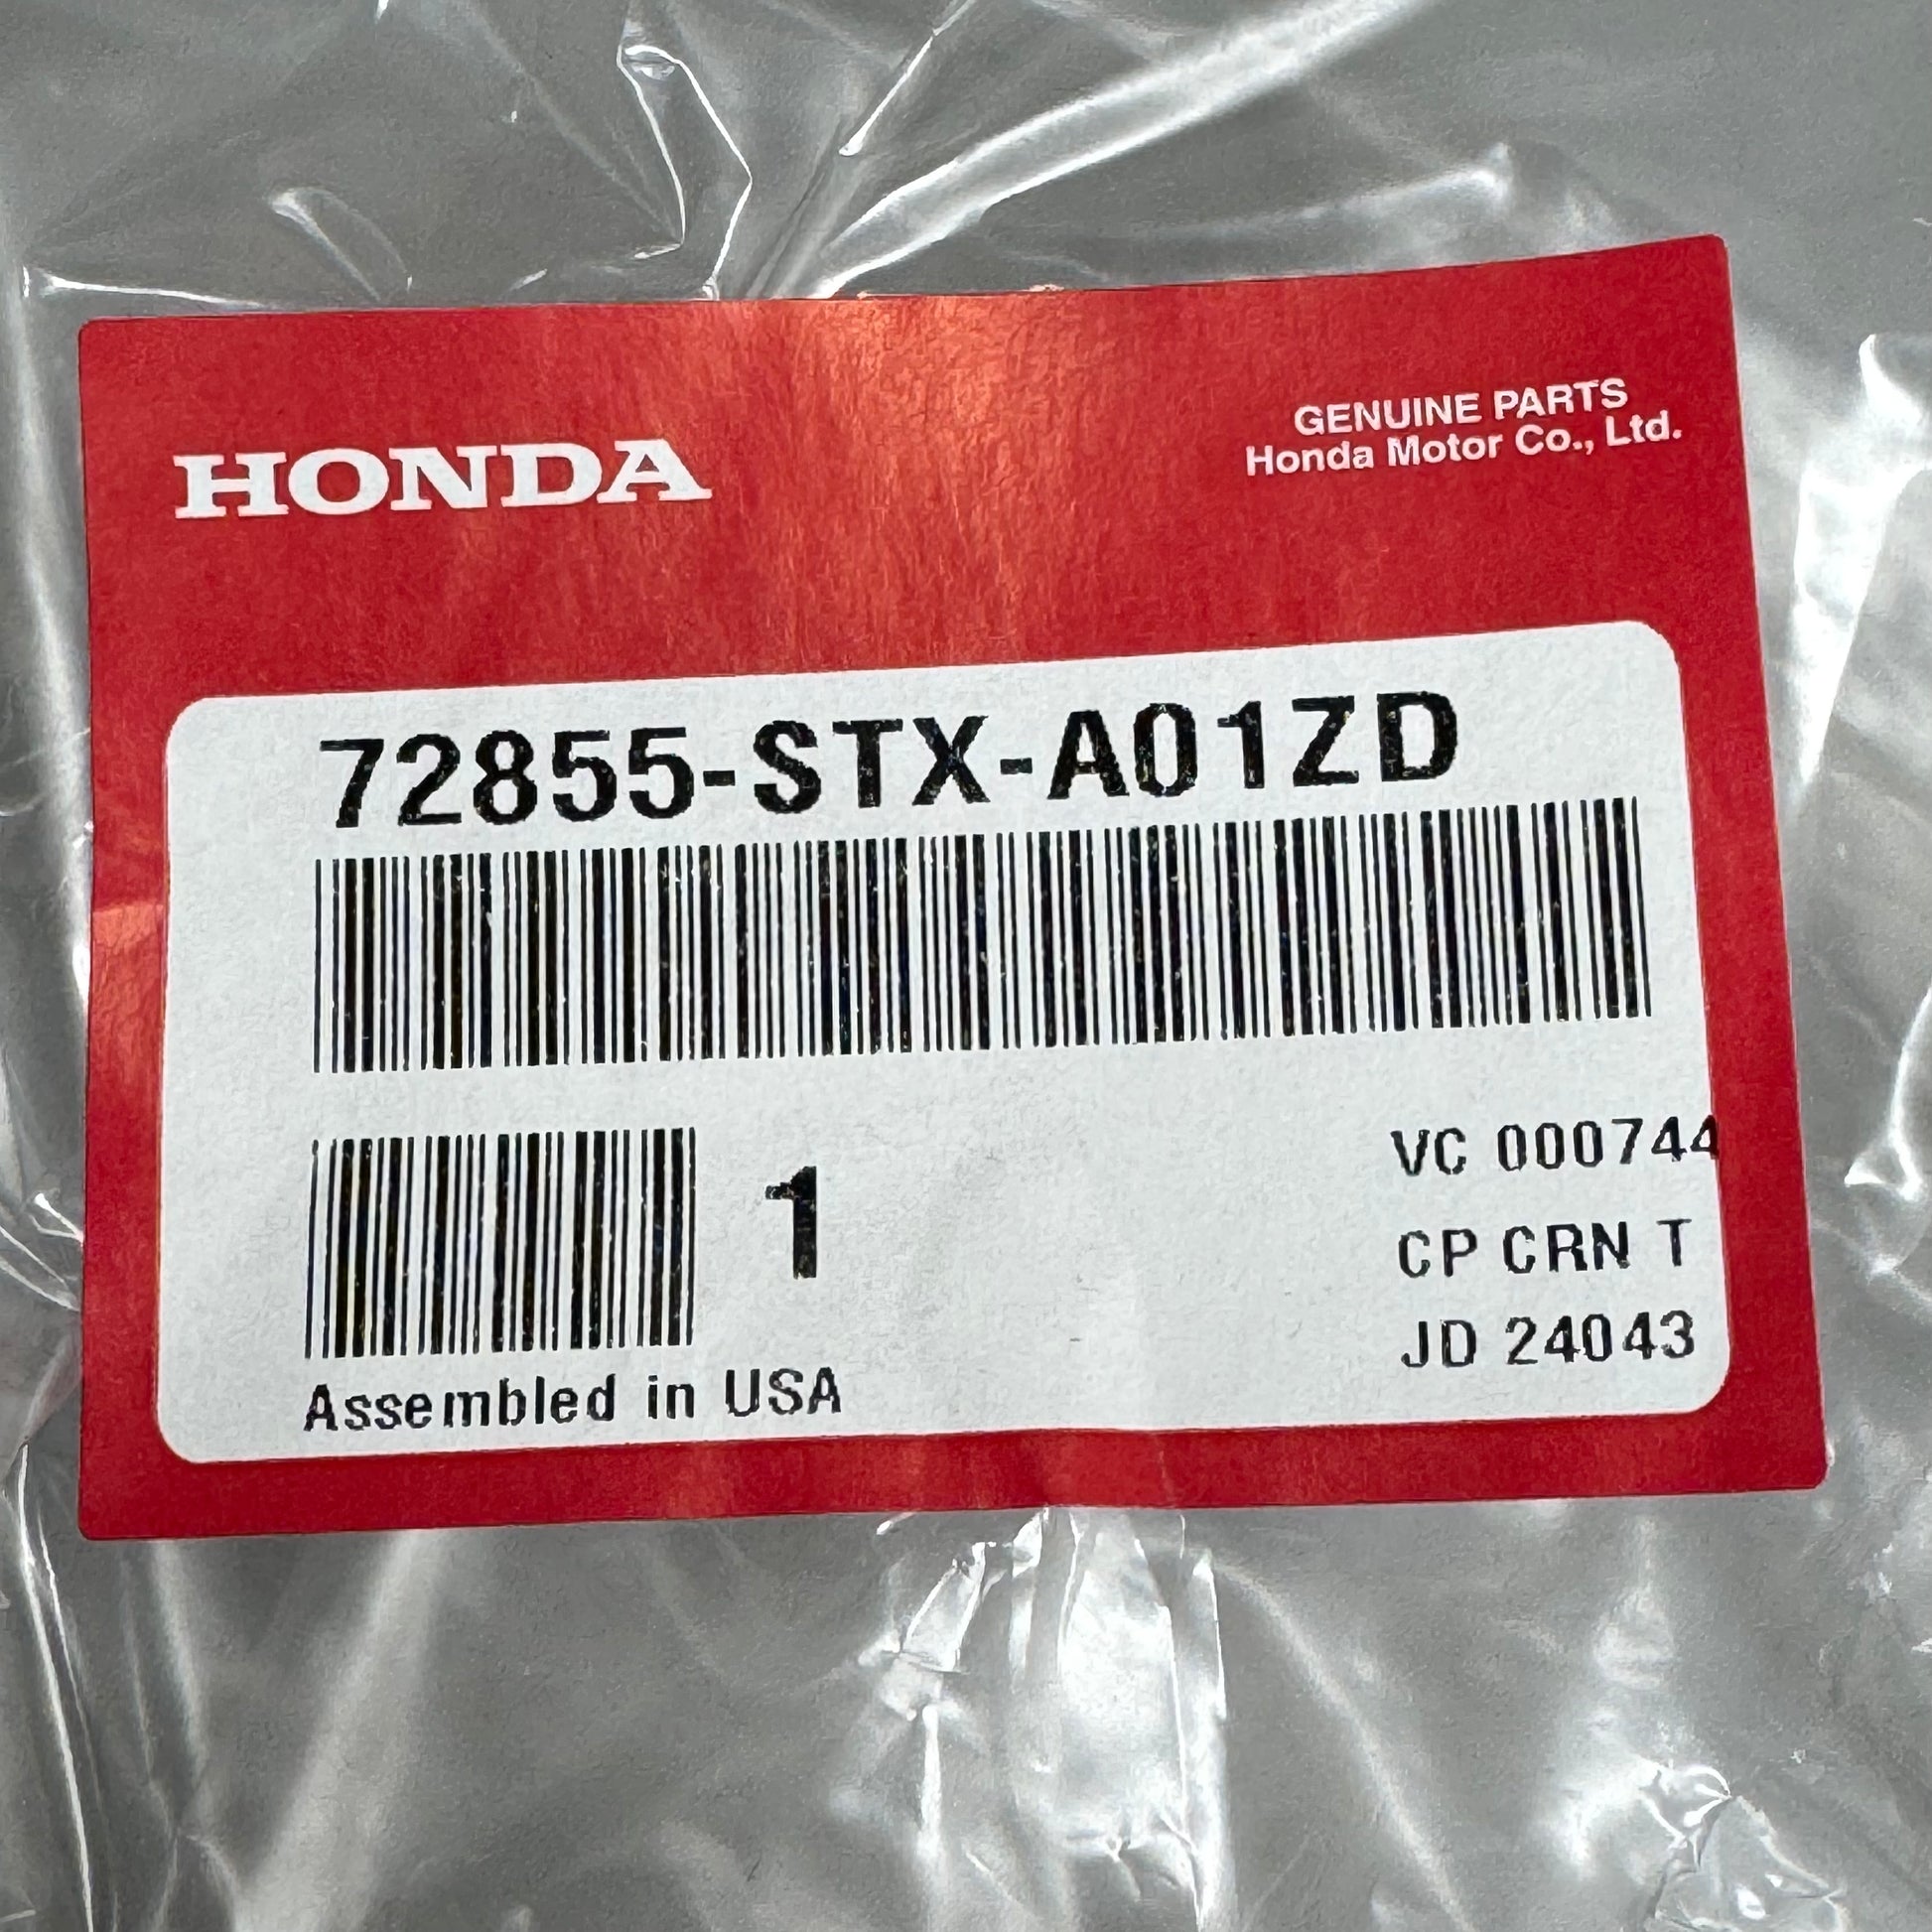 HONDA
GENUINE PARTS
Honda Motor Co., Ltd.
72855-STX-A01ZD
1
VC 000744
CP CRN T
JD 24043
Assembled in USA